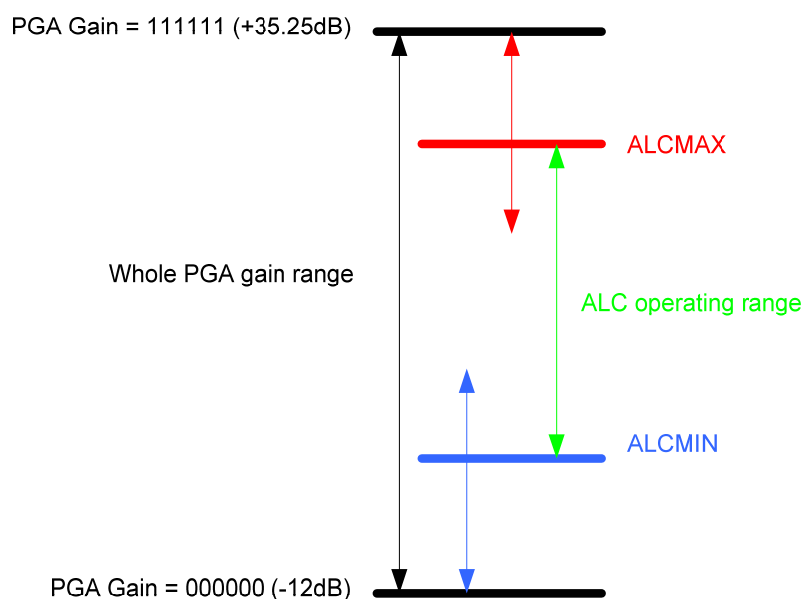 PGA Gain = 111111 (+35.25dB)
ALCMAX
Whole PGA gain range
ALC operating range
ALCMIN
PGA Gain = 000000 (-12dB)